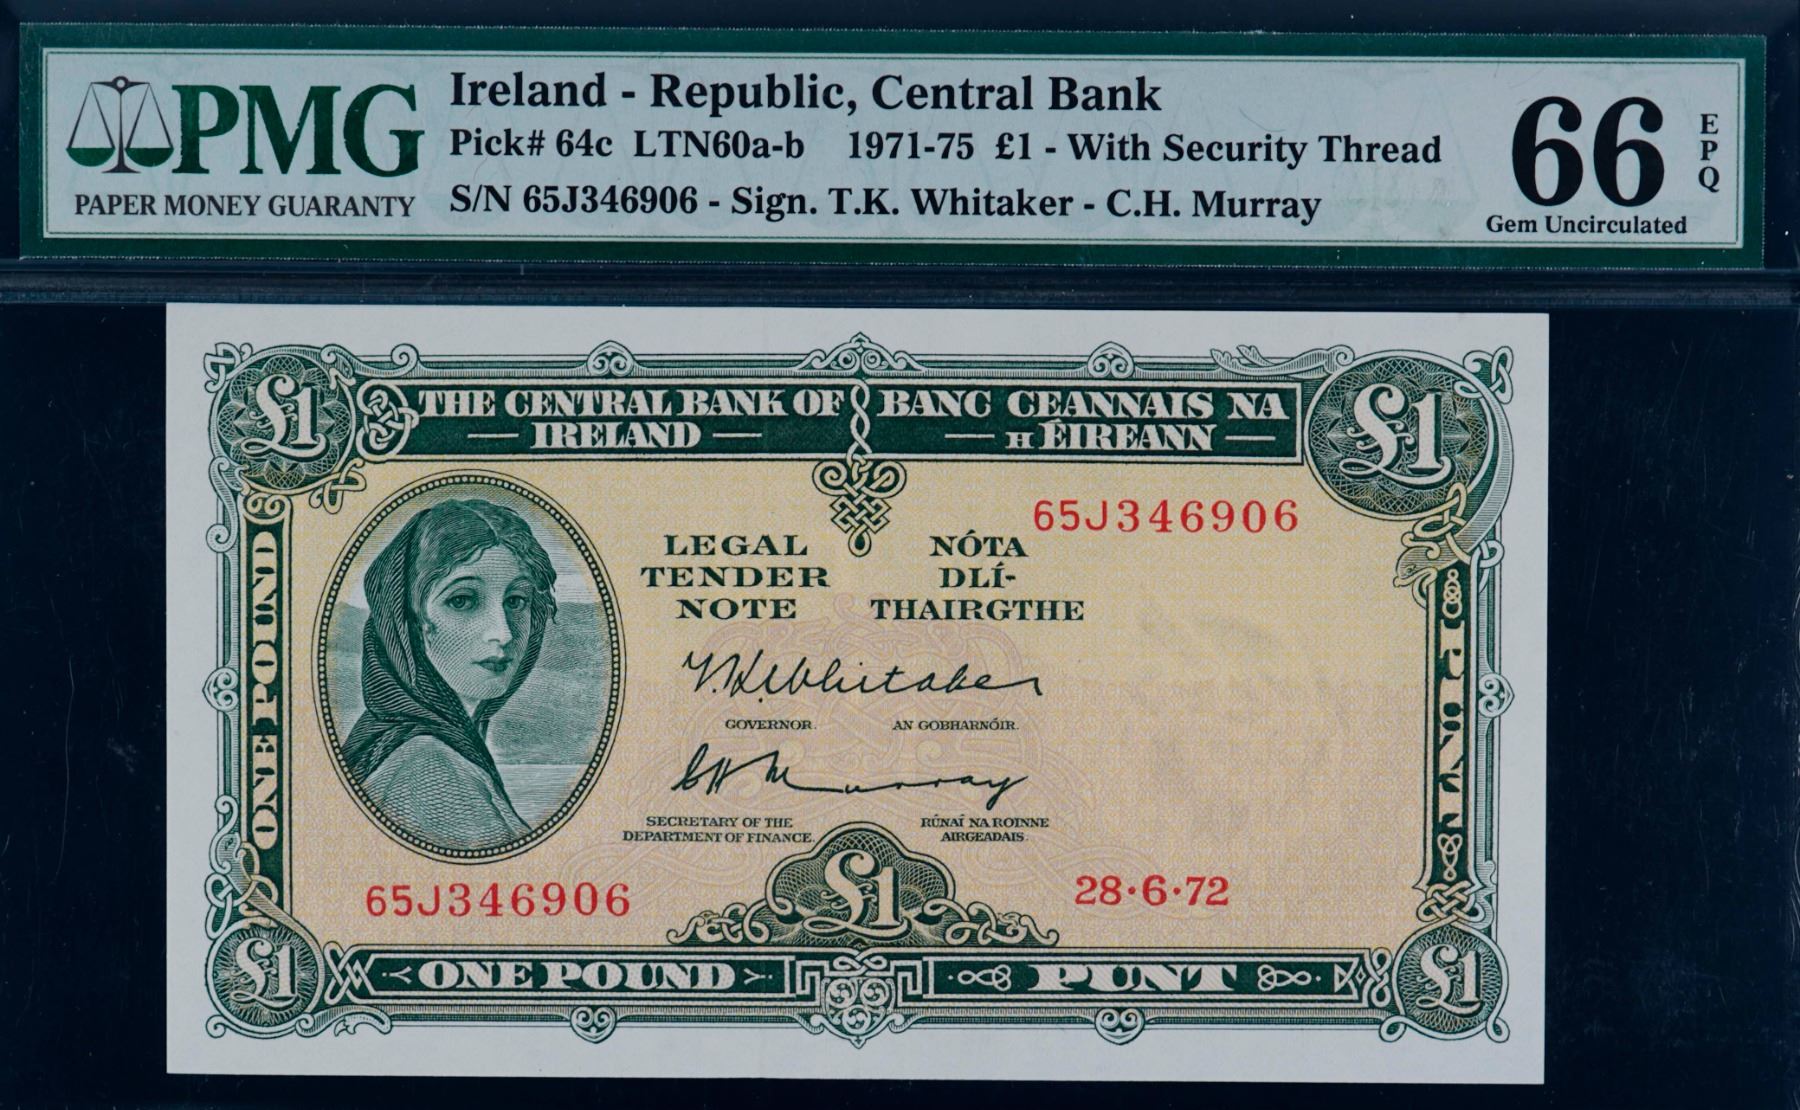 PMG
PAPER MONEY GUARANTY
Ireland - Republic, Central Bank
Pick# 64c LTN60a-b 1971-75 £1 - With Security Thread
S/N 65J346906 - Sign. T.K. Whitaker - C.H. Murray
66
EPQ
Gem Uncirculated
£1
THE CENTRAL BANK OF
IRELAND
BANC CEANNAIS NA
H ÉIREANN
£1
65J346906
LEGAL
TENDER
NOTE
NÓTA
DLÍ-
THAIRGTHE
ONE POUND
PUNT
T.K. Whitaker
GOVERNOR. AN GOBHARNÓIR.
C H Murray
SECRETARY OF THE
DEPARTMENT OF FINANCE.
RÚNAÍ NA ROINNE
AIRGEADAIS.
65J346906
£1
28·6·72
£1
ONE POUND
PUNT
£1